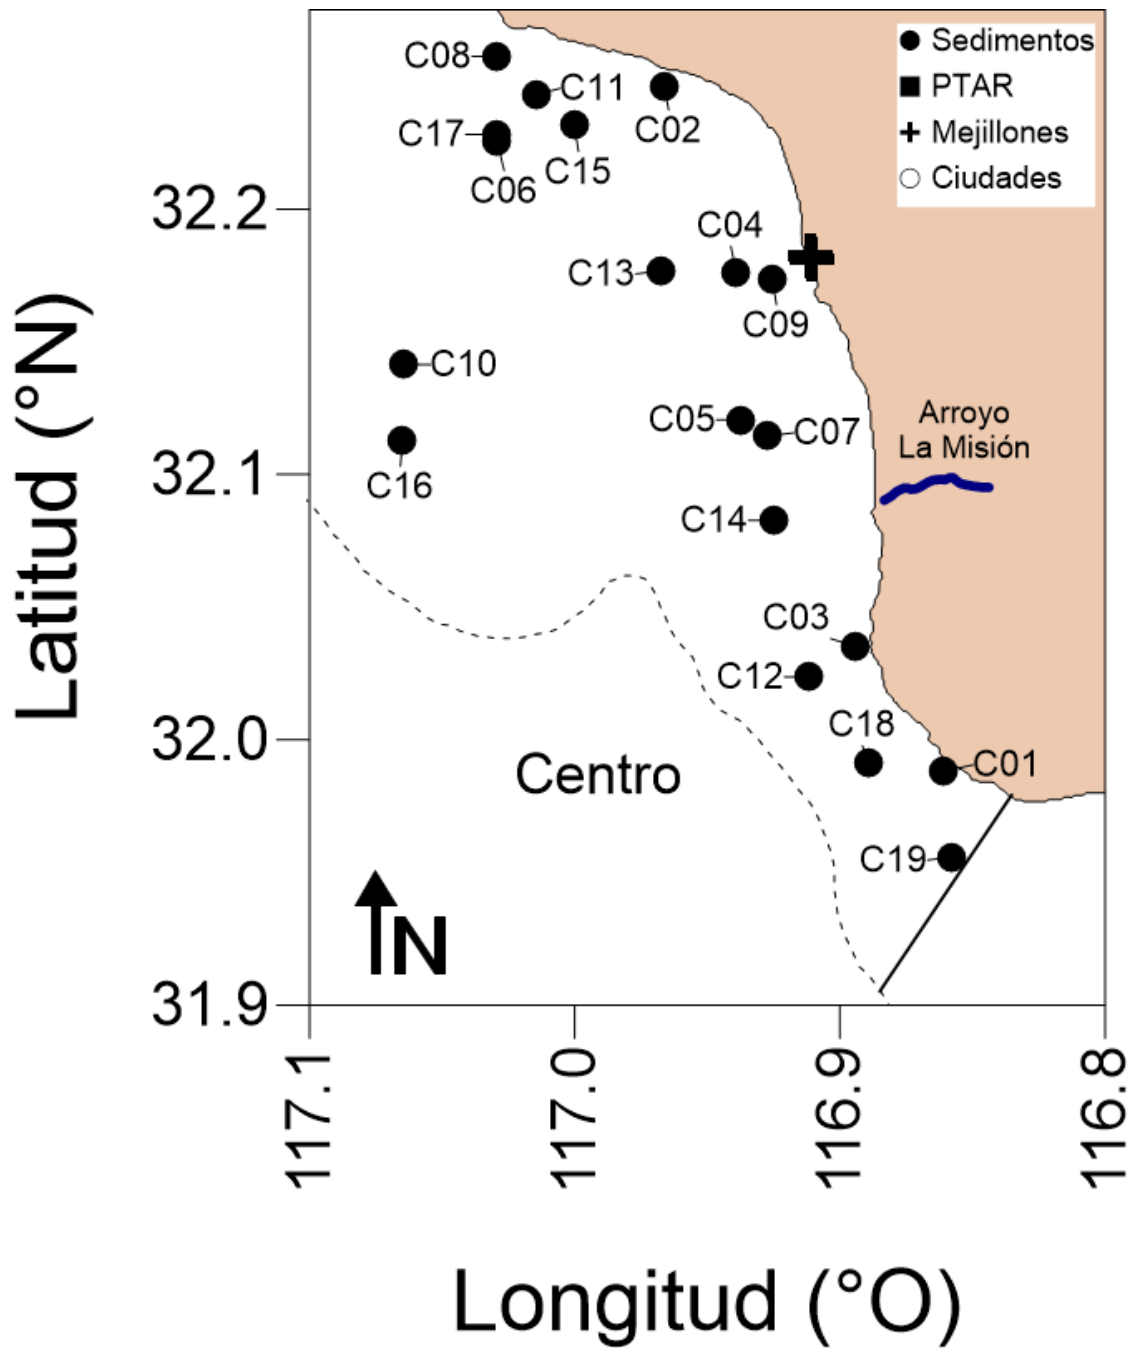 C08
C11
C02
C17
C15
C06
Sedimentos
PTAR
Mejillones
Ciudades
32.2
C04
C13
C09
C10
C05
C07
Arroyo
La Misión
32.1
C16
C14
C03
C12
C18
32.0
Centro
C01
C19
N
31.9
117.1
117.0
116.9
116.8
Latitud (°N)
Longitud (°O)